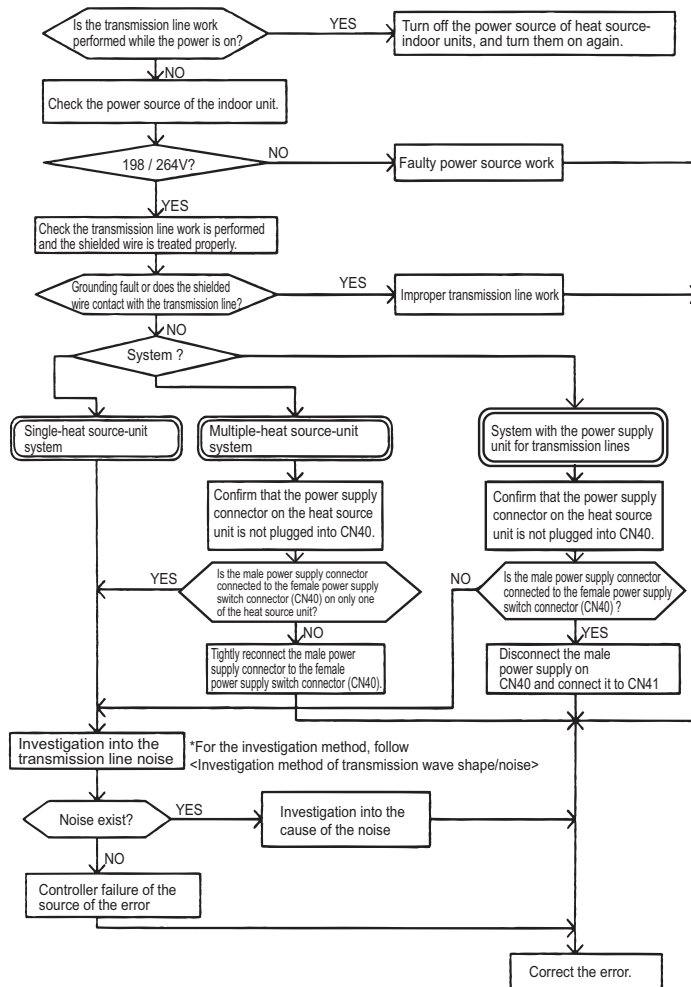 Is the transmission line work
performed while the power is on?
YES
Turn off the power source of heat source-
indoor units, and turn them on again.
NO
Check the power source of the indoor unit.
198 / 264V?
NO
Faulty power source work
YES
Check the transmission line work is performed
and the shielded wire is treated properly.
Grounding fault or does the shielded
wire contact with the transmission line?
YES
Improper transmission line work
NO
System ?
Single-heat source-unit
system
Multiple-heat source-unit
system
System with the power supply
unit for transmission lines
Confirm that the power supply
connector on the heat source
unit is not plugged into CN40.
Confirm that the power supply
connector on the heat source
unit is not plugged into CN40.
YES
Is the male power supply connector
connected to the female power supply
switch connector (CN40) on only one
of the heat source unit?
NO
Is the male power supply connector
connected to the female power supply
switch connector (CN40) ?
NO
YES
Tightly reconnect the male power
supply connector to the female
power supply switch connector (CN40).
Disconnect the male
power supply on
CN40 and connect it to CN41
Investigation into the
transmission line noise
*For the investigation method, follow
<Investigation method of transmission wave shape/noise>
Noise exist?
YES
Investigation into the
cause of the noise
NO
Controller failure of the
source of the error
Correct the error.